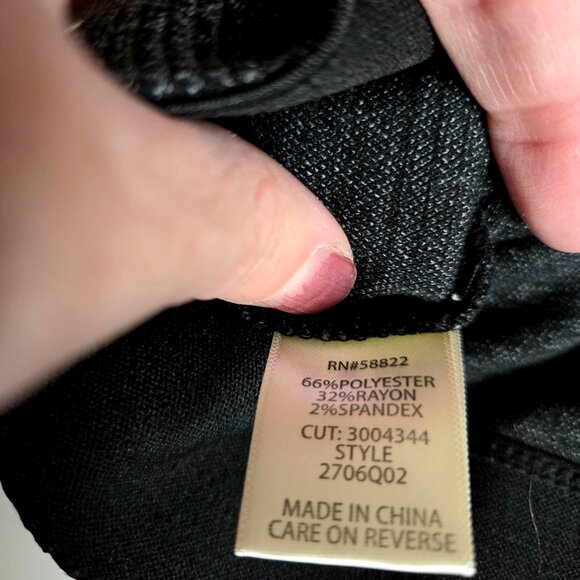 RN#58822
66%POLYESTER
32%RAYON
2%SPANDEX
CUT: 3004344
STYLE
2706Q02
MADE IN CHINA
CARE ON REVERSE